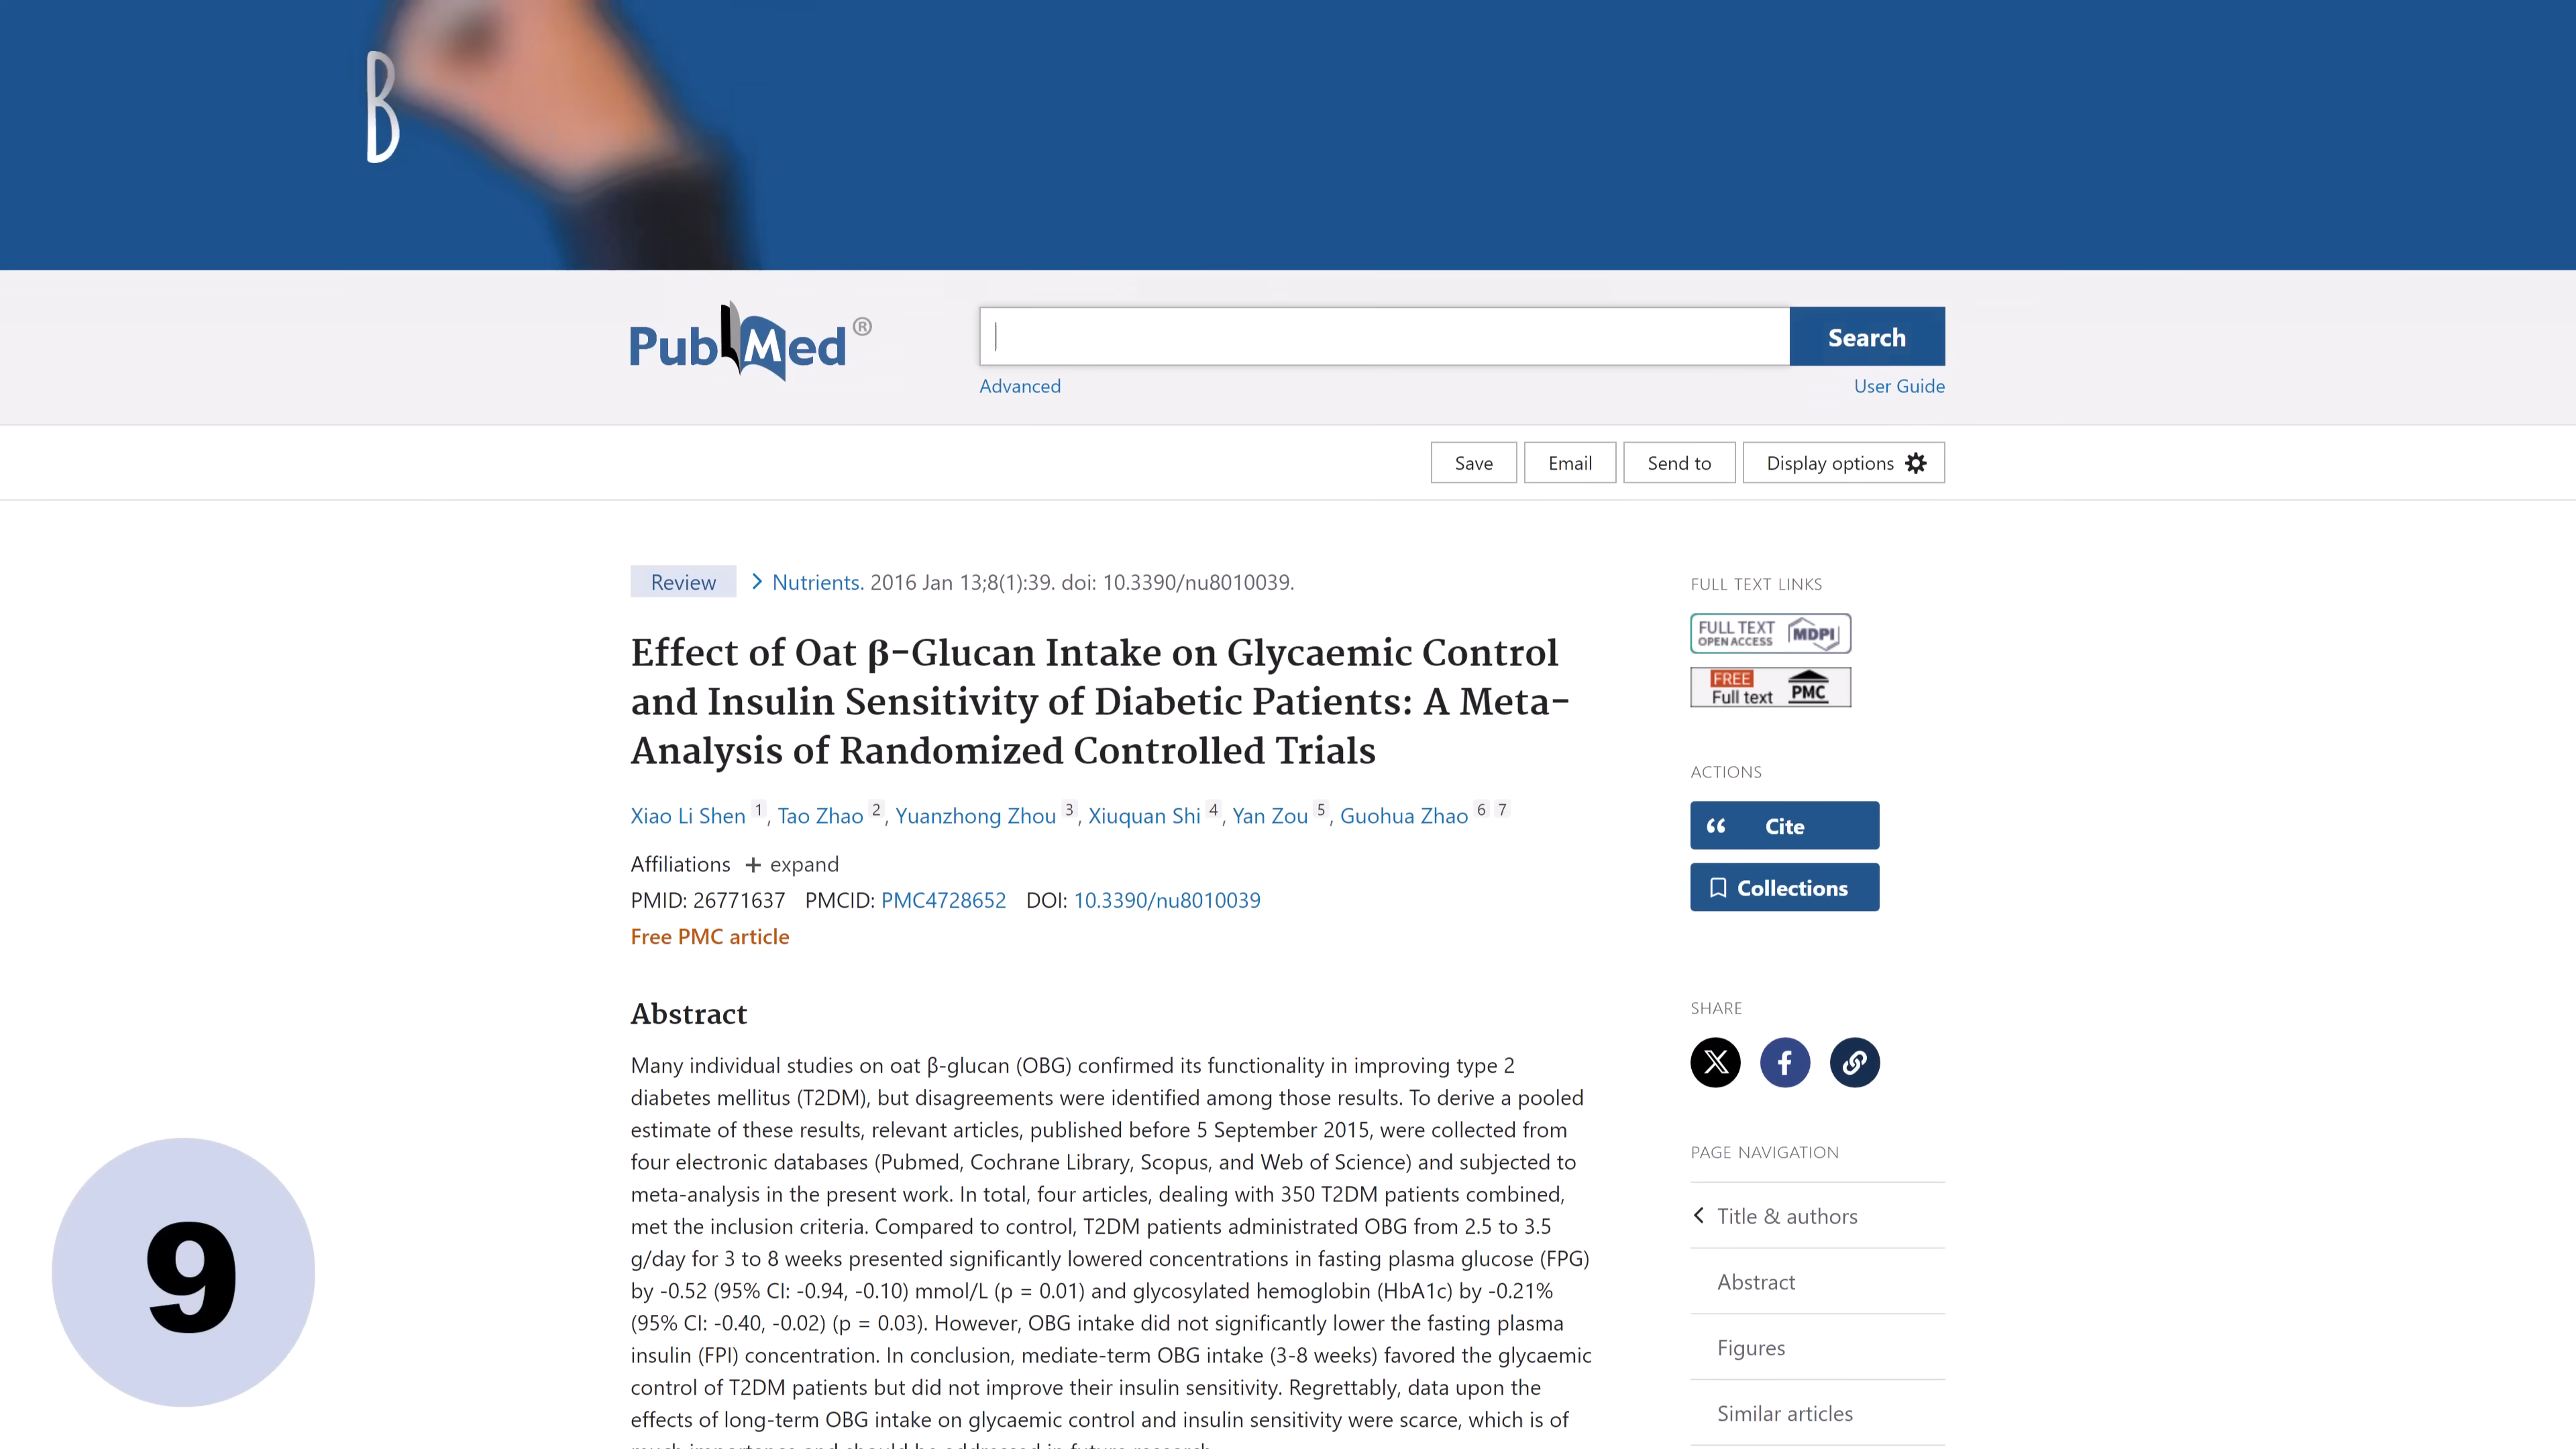 B
PubMed®
Search
Advanced
User Guide
Save
Email
Send to
Display options
Review
Nutrients. 2016 Jan 13;8(1):39. doi: 10.3390/nu8010039.
Effect of Oat β-Glucan Intake on Glycaemic Control
and Insulin Sensitivity of Diabetic Patients: A Meta-
Analysis of Randomized Controlled Trials
Xiao Li Shen 1, Tao Zhao 2, Yuanzhong Zhou 3, Xiuquan Shi 4, Yan Zou 5, Guohua Zhao 6 7
Affiliations + expand
PMID: 26771637 PMCID: PMC4728652 DOI: 10.3390/nu8010039
Free PMC article
Abstract
Many individual studies on oat β-glucan (OBG) confirmed its functionality in improving type 2
diabetes mellitus (T2DM), but disagreements were identified among those results. To derive a pooled
estimate of these results, relevant articles, published before 5 September 2015, were collected from
four electronic databases (Pubmed, Cochrane Library, Scopus, and Web of Science) and subjected to
meta-analysis in the present work. In total, four articles, dealing with 350 T2DM patients combined,
met the inclusion criteria. Compared to control, T2DM patients administrated OBG from 2.5 to 3.5
g/day for 3 to 8 weeks presented significantly lowered concentrations in fasting plasma glucose (FPG)
by -0.52 (95% CI: -0.94, -0.10) mmol/L (p = 0.01) and glycosylated hemoglobin (HbA1c) by -0.21%
(95% CI: -0.40, -0.02) (p = 0.03). However, OBG intake did not significantly lower the fasting plasma
insulin (FPI) concentration. In conclusion, mediate-term OBG intake (3-8 weeks) favored the glycaemic
control of T2DM patients but did not improve their insulin sensitivity. Regrettably, data upon the
effects of long-term OBG intake on glycaemic control and insulin sensitivity were scarce, which is of
FULL TEXT LINKS
FULL TEXT
OPEN ACCESS
MDPI
FREE
Full text
PMC
ACTIONS
Cite
Collections
SHARE
PAGE NAVIGATION
Title & authors
Abstract
Figures
Similar articles
9